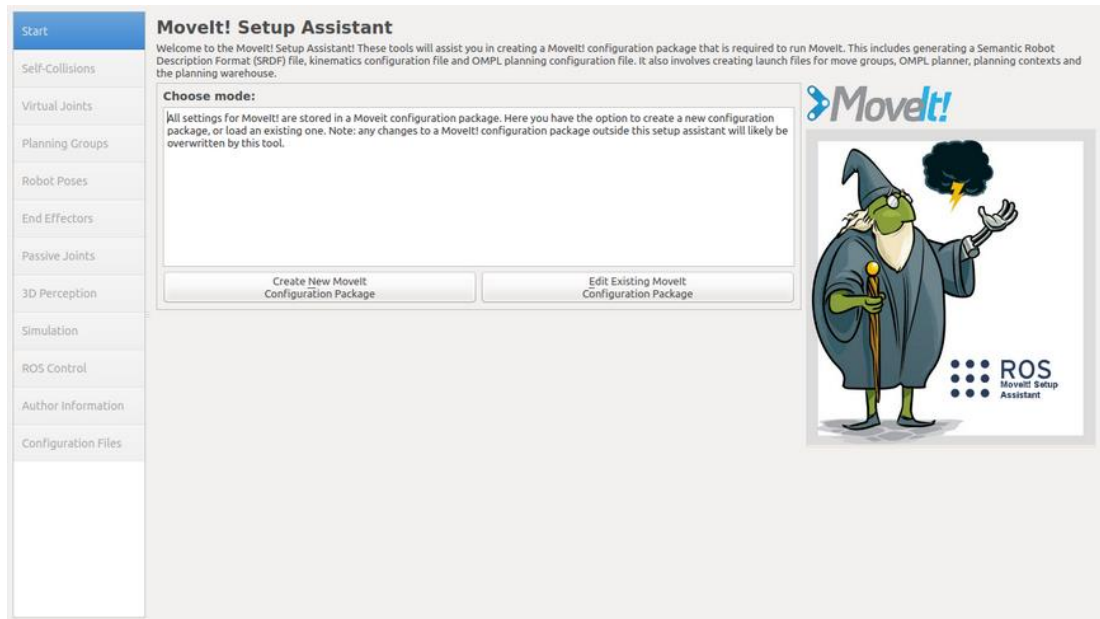 Start
Self-Collisions
Virtual Joints
Planning Groups
Robot Poses
End Effectors
Passive Joints
3D Perception
Simulation
ROS Control
Author Information
Configuration Files
MoveIt! Setup Assistant
Welcome to the MoveIt! Setup Assistant! These tools will assist you in creating a MoveIt! configuration package that is required to run MoveIt. This includes generating a Semantic Robot
Description Format (SRDF) file, kinematics configuration file and OMPL planning configuration file. It also involves creating launch files for move groups, OMPL planner, planning contexts and
the planning warehouse.
Choose mode:
All settings for MoveIt! are stored in a Moveit configuration package. Here you have the option to create a new configuration
package, or load an existing one. Note: any changes to a MoveIt! configuration package outside this setup assistant will likely be
overwritten by this tool.
Create New MoveIt
Configuration Package
Edit Existing MoveIt
Configuration Package
MoveIt!
ROS
MoveIt! Setup
Assistant